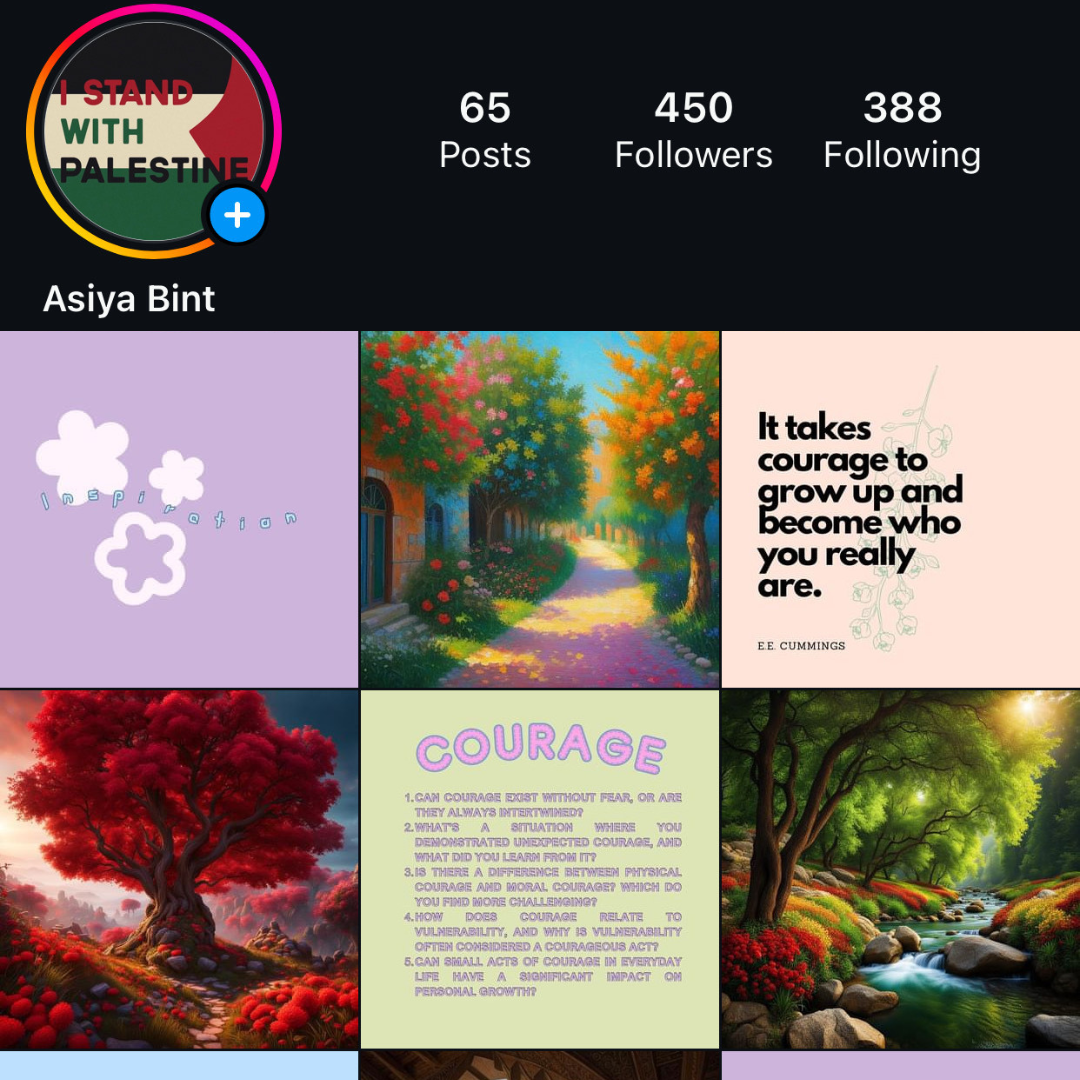 I STAND
WITH
PALESTINE
65
Posts
450
Followers
388
Following
Asiya Bint
Inspiration
It takes
courage to
grow up and
become who
you really
are.
E.E. CUMMINGS
COURAGE
1. CAN COURAGE EXIST WITHOUT FEAR, OR ARE
THEY ALWAYS INTERTWINED?
2. WHAT'S A SITUATION WHERE YOU
DEMONSTRATED UNEXPECTED COURAGE, AND
WHAT DID YOU LEARN FROM IT?
3. IS THERE A DIFFERENCE BETWEEN PHYSICAL
COURAGE AND MORAL COURAGE? WHICH DO
YOU FIND MORE CHALLENGING?
4. HOW DOES COURAGE RELATE TO
VULNERABILITY, AND WHY IS VULNERABILITY
OFTEN CONSIDERED A COURAGEOUS ACT?
5. CAN SMALL ACTS OF COURAGE IN EVERYDAY
LIFE HAVE A SIGNIFICANT IMPACT ON
PERSONAL GROWTH?